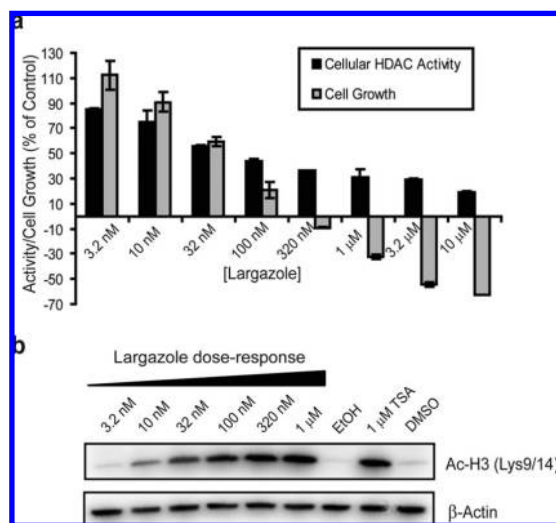 a
130
110
90
70
50
30
10
-10
-30
-50
-70
Activity/Cell Growth (% of Control)
Cellular HDAC Activity
Cell Growth
3.2 nM 10 nM 32 nM 100 nM 320 nM 1 µM 3.2 µM 10 µM
[Largazole]
b
Largazole dose-response
3.2 nM 10 nM 32 nM 100 nM 320 nM 1 µM EtOH 1 µM TSA DMSO
Ac-H3 (Lys9/14)
β-Actin